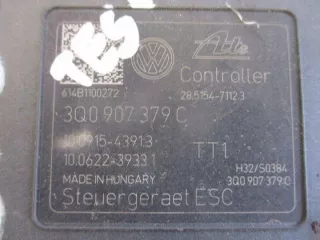 TES
Ate
Controller
614B1100272
28.5154-7112.3
3Q0 907 379 C
10.0915-4391.3
TT1
10.0622-3933.1
H32/S0384
MADE IN HUNGARY
3Q0 907 379 C
Steuergeraet ESC